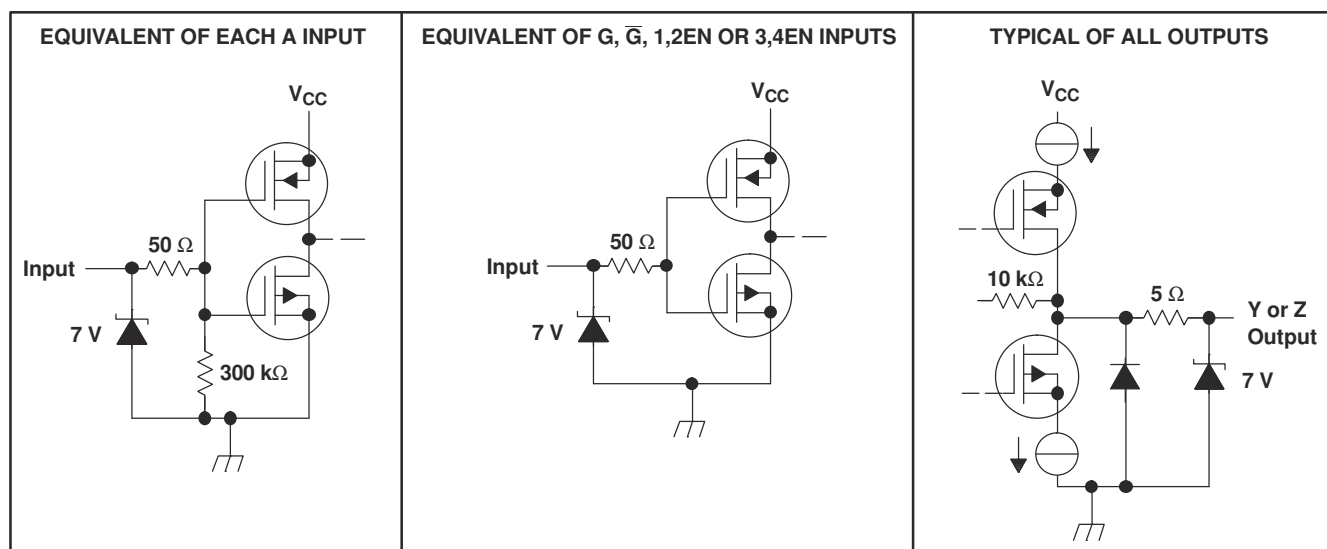 EQUIVALENT OF EACH A INPUT
VCC
50 Ω
Input
7 V
300 kΩ
EQUIVALENT OF G, G̅, 1,2EN OR 3,4EN INPUTS
VCC
50 Ω
Input
7 V
TYPICAL OF ALL OUTPUTS
VCC
10 kΩ
5 Ω
Y or Z
Output
7 V